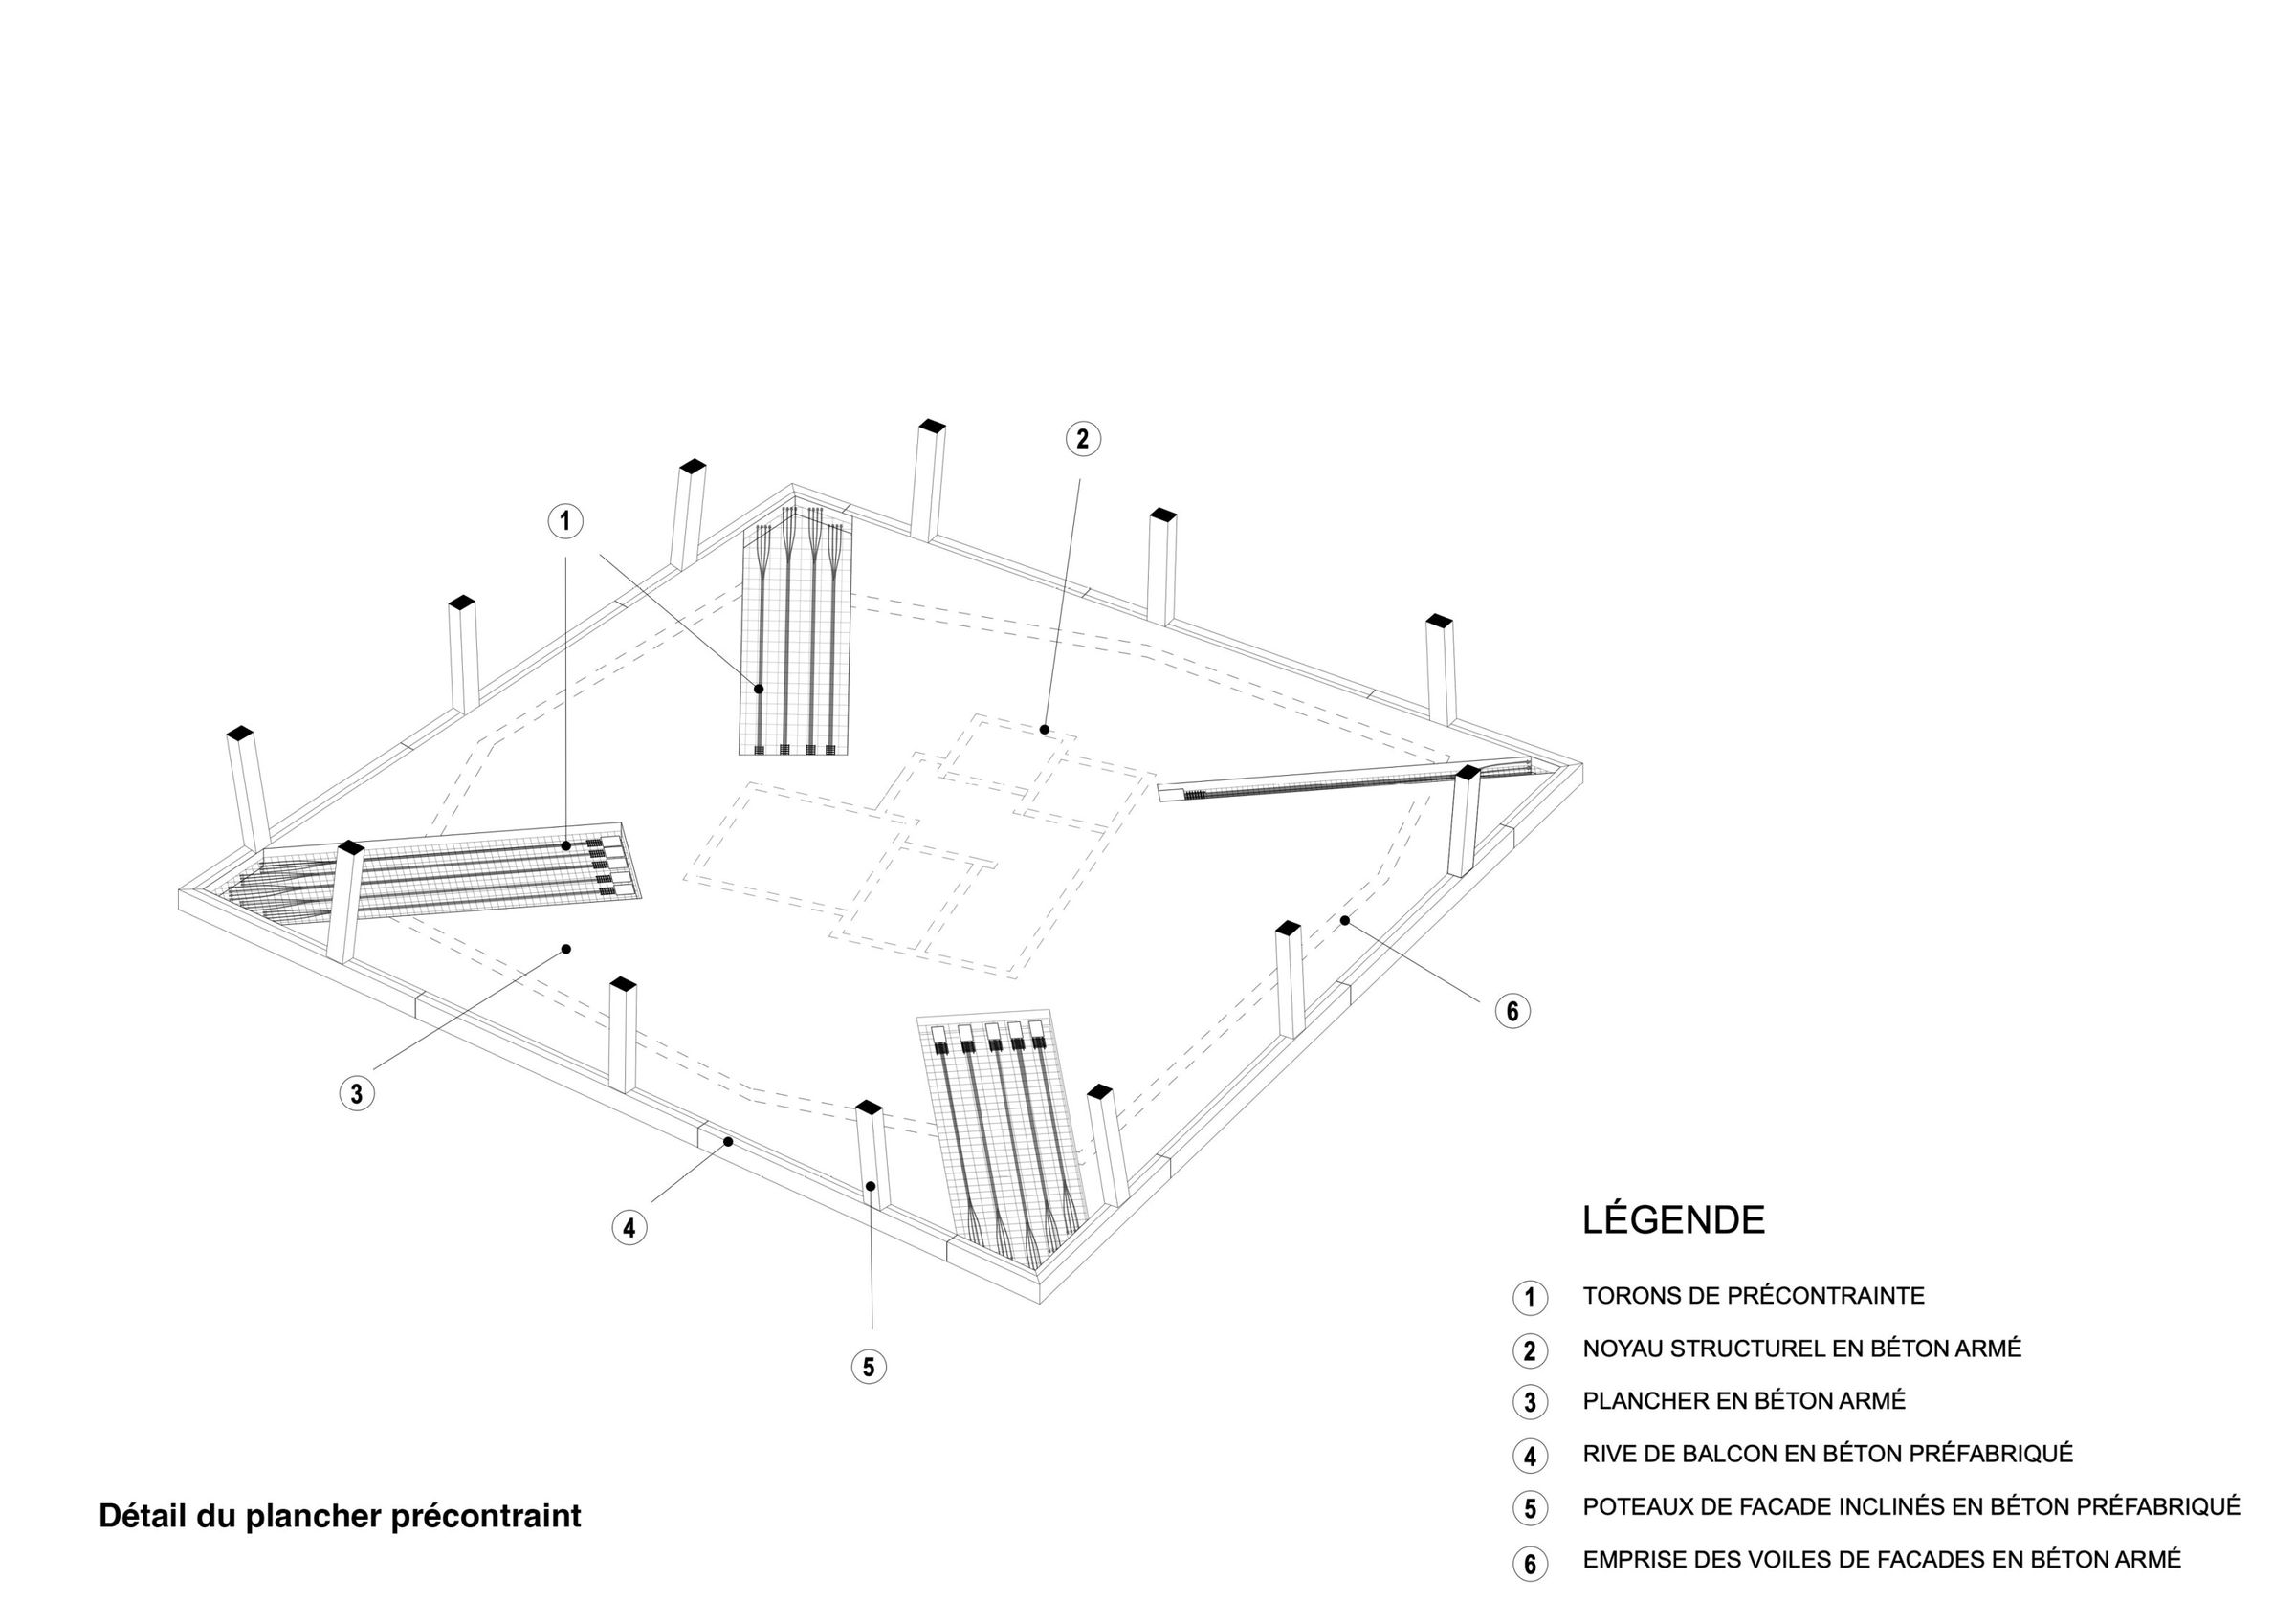 2
1
6
3
4
5
LÉGENDE
1 TORONS DE PRÉCONTRAINTE
2 NOYAU STRUCTUREL EN BÉTON ARMÉ
3 PLANCHER EN BÉTON ARMÉ
4 RIVE DE BALCON EN BÉTON PRÉFABRIQUÉ
5 POTEAUX DE FACADE INCLINÉS EN BÉTON PRÉFABRIQUÉ
6 EMPRISE DES VOILES DE FACADES EN BÉTON ARMÉ
Détail du plancher précontraint